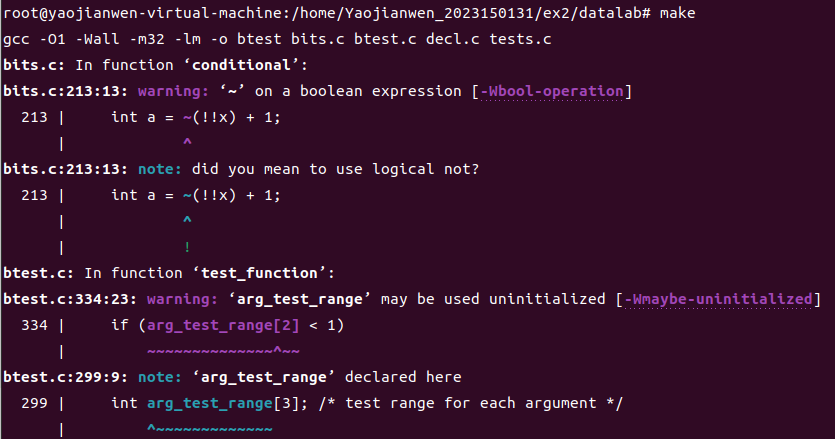 root@yaojianwen-virtual-machine:/home/Yaojianwen_2023150131/ex2/datalab# make
gcc -O1 -Wall -m32 -lm -o btest bits.c btest.c decl.c tests.c
bits.c: In function ‘conditional’:
bits.c:213:13: warning: ‘~’ on a boolean expression [-Wbool-operation]
  213 |     int a = ~(!!x) + 1;
      |             ^
bits.c:213:13: note: did you mean to use logical not?
  213 |     int a = ~(!!x) + 1;
      |             ^
      |             !
btest.c: In function ‘test_function’:
btest.c:334:23: warning: ‘arg_test_range’ may be used uninitialized [-Wmaybe-uninitialized]
  334 |     if (arg_test_range[2] < 1)
      |         ~~~~~~~~~~~~~~^~~
btest.c:299:9: note: ‘arg_test_range’ declared here
  299 |     int arg_test_range[3]; /* test range for each argument */
      |         ^~~~~~~~~~~~~~